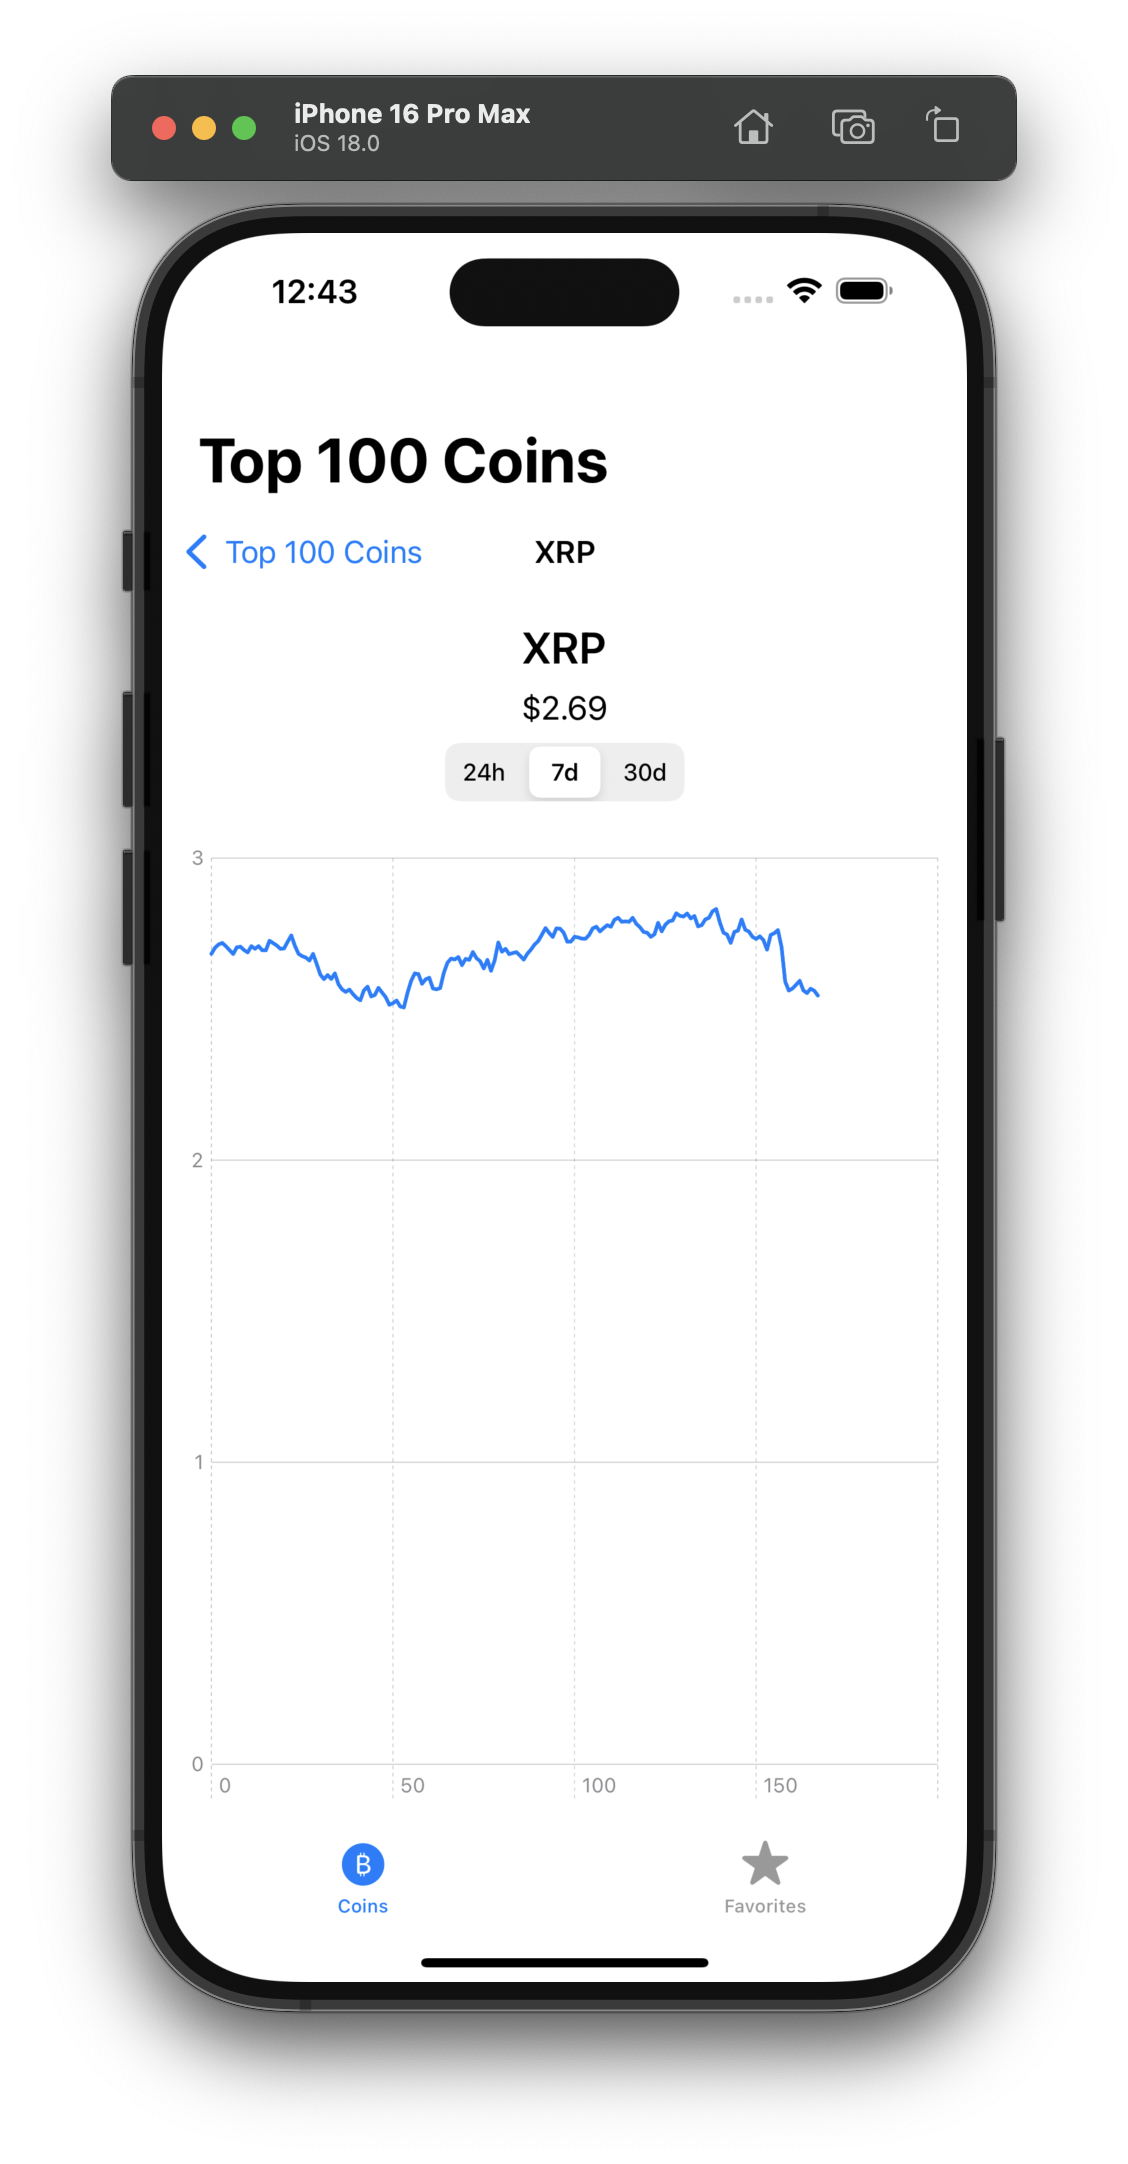 iPhone 16 Pro Max
iOS 18.0
12:43
Top 100 Coins
Top 100 Coins XRP
XRP
$2.69
24h 7d 30d
3
2
1
0
0 50 100 150
Coins Favorites